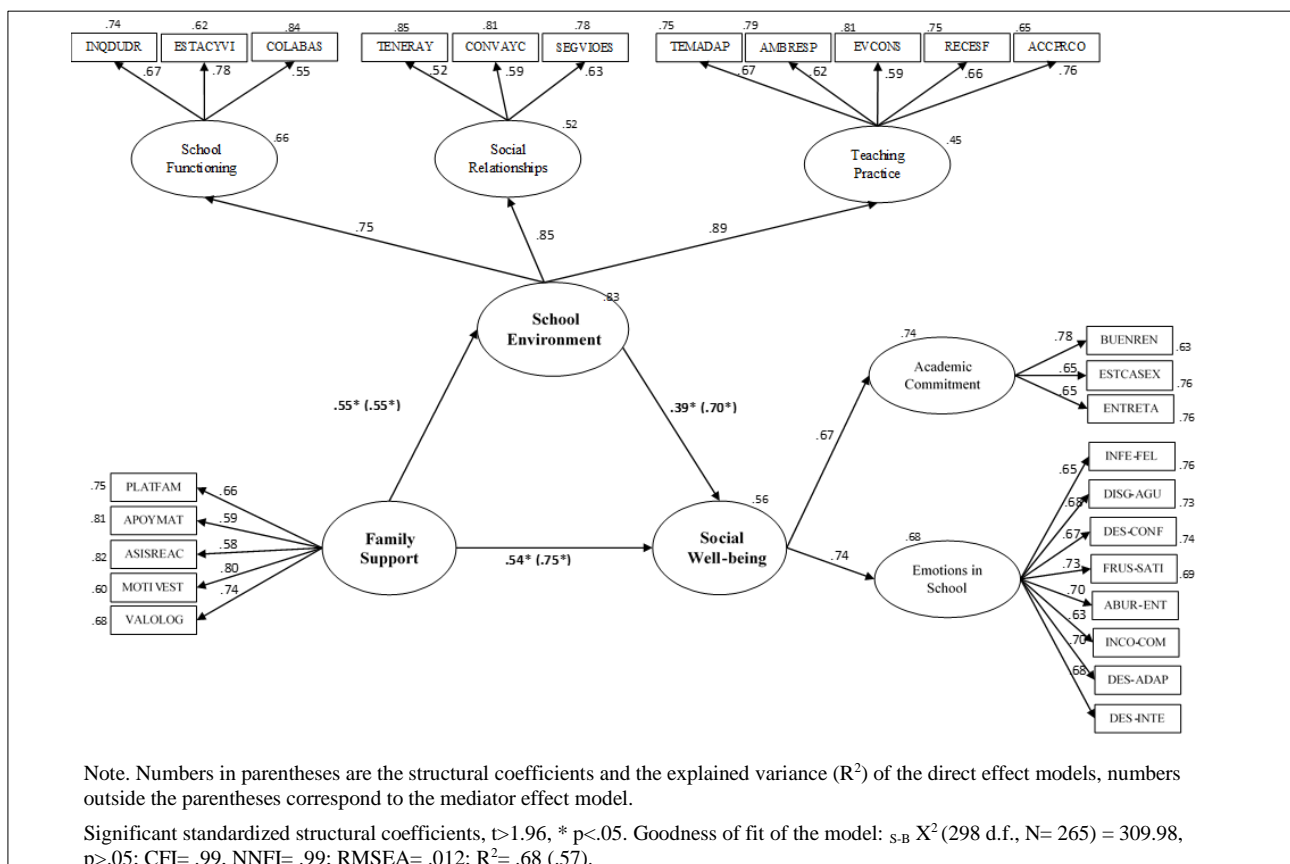 .74 .62 .84 .85 .81 .78 .75 .79 .81 .75 .65
INQDUDR ESTACYVI COLABAS TENERAY CONVAYC SEGVIOES TEMADAP AMBRESP EVCONS RECESF ACCPRCO
.67 .78 .55 .52 .59 .63 .67 .62 .59 .66 .76
School Functioning .66
Social Relationships .52
Teaching Practice .45
.75 .85 .89
School Environment .83
.55* (.55*)
.39* (.70*)
.54* (.75*)
Family Support
Social Well-being .56
.75 PLATFAM .66
.81 APOYMAT .59
.82 ASISREAC .58
.60 MOTIVEST .80
.68 VALOLOG .74
.67
.74
.74 Academic Commitment
.78 BUENREN .63
.65 ESTCASEX .76
.65 ENTRETA .76
.68 Emotions in School
.65 INFE-FEL .76
.68 DISG-AGU .73
.67 DES-CONF .74
.73 FRUS-SATI .69
.70 ABUR-ENT
.63 INCO-COM
.70 DES-ADAP
.68 DES-INTE
Note. Numbers in parentheses are the structural coefficients and the explained variance (R²) of the direct effect models, numbers
outside the parentheses correspond to the mediator effect model.
Significant standardized structural coefficients, t>1.96, * p<.05. Goodness of fit of the model: S-B X² (298 d.f., N= 265) = 309.98,
p>.05; CFI= .99, NNFI= .99; RMSEA= .012; R²= .68 (.57).